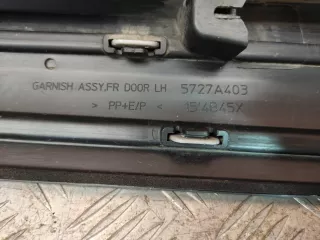 GARNISH ASSY,FR DOOR LH 5727A403
> PP+E/P <